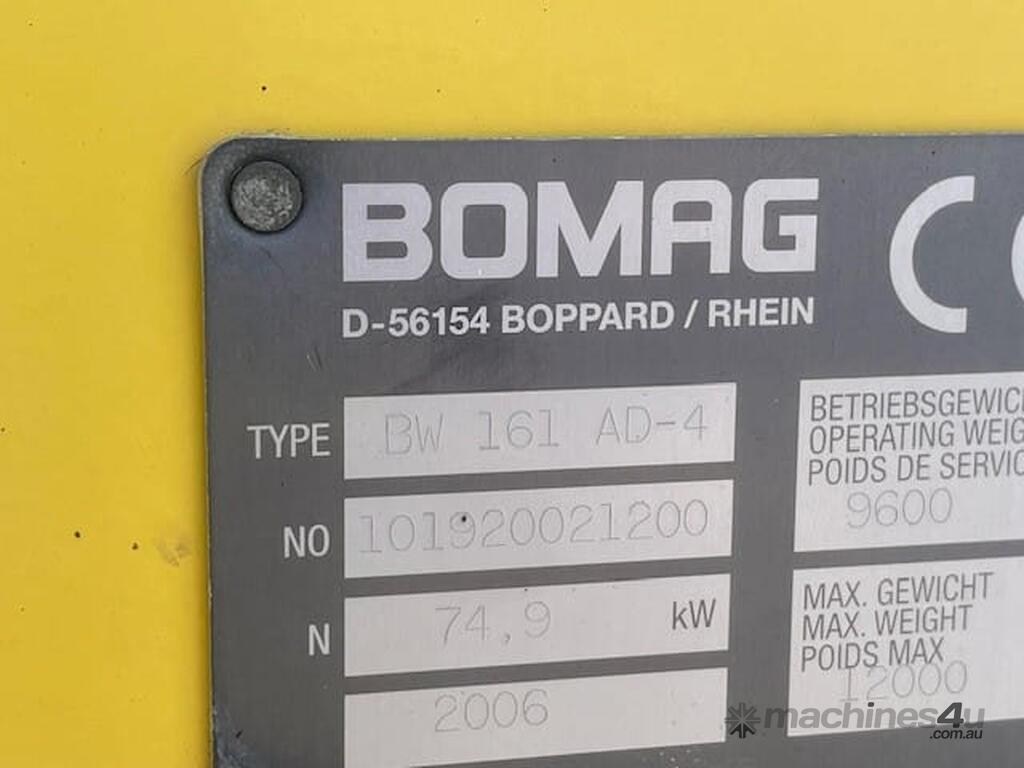 BOMAG
D-56154 BOPPARD / RHEIN
TYPE BW 161 AD-4
NO 101920021200
N 74,9 kW
2006
BETRIEBSGEWIC
OPERATING WEIG
POIDS DE SERVIC
9600
MAX. GEWICHT
MAX. WEIGHT
POIDS MAX
12000
machines4u
.com.au